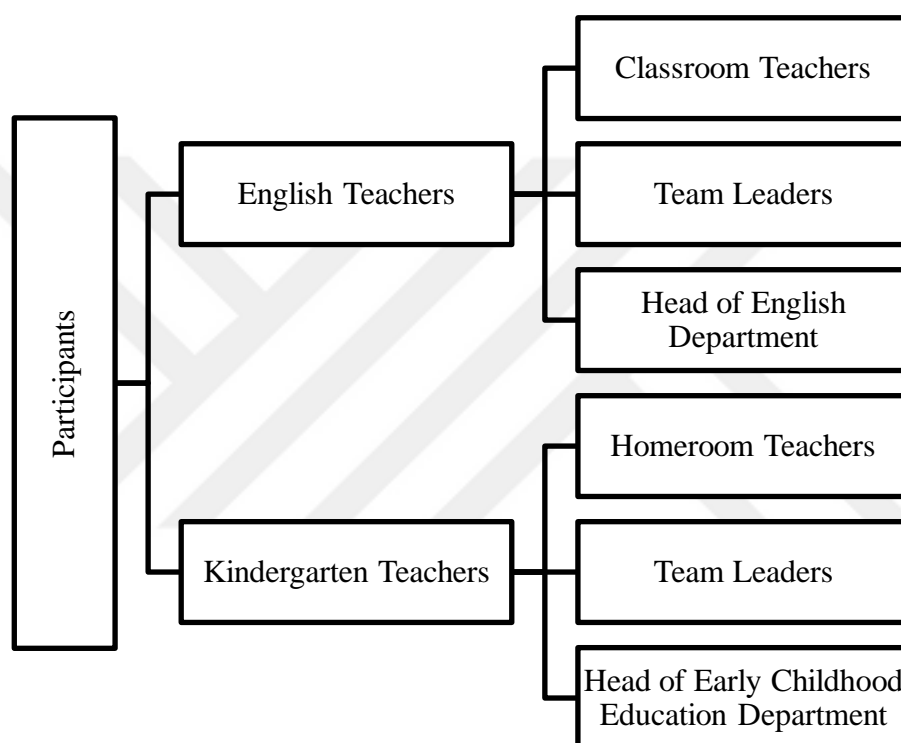 Participants
English Teachers
Classroom Teachers
Team Leaders
Head of English
Department
Kindergarten Teachers
Homeroom Teachers
Team Leaders
Head of Early Childhood
Education Department